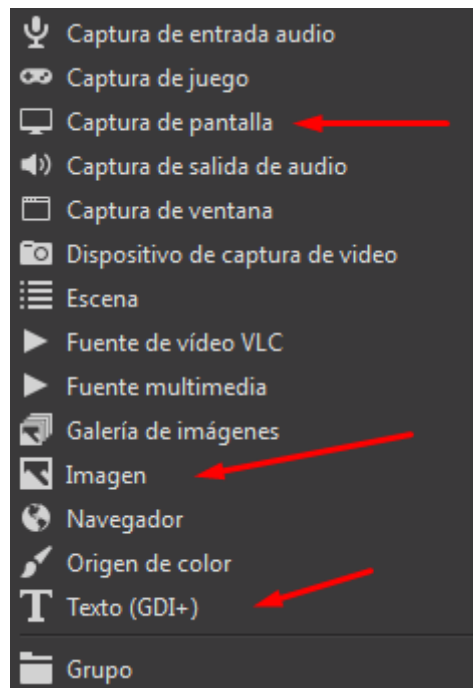 Captura de entrada audio
Captura de juego
Captura de pantalla
Captura de salida de audio
Captura de ventana
Dispositivo de captura de video
Escena
Fuente de vídeo VLC
Fuente multimedia
Galería de imágenes
Imagen
Navegador
Origen de color
Texto (GDI+)
Grupo